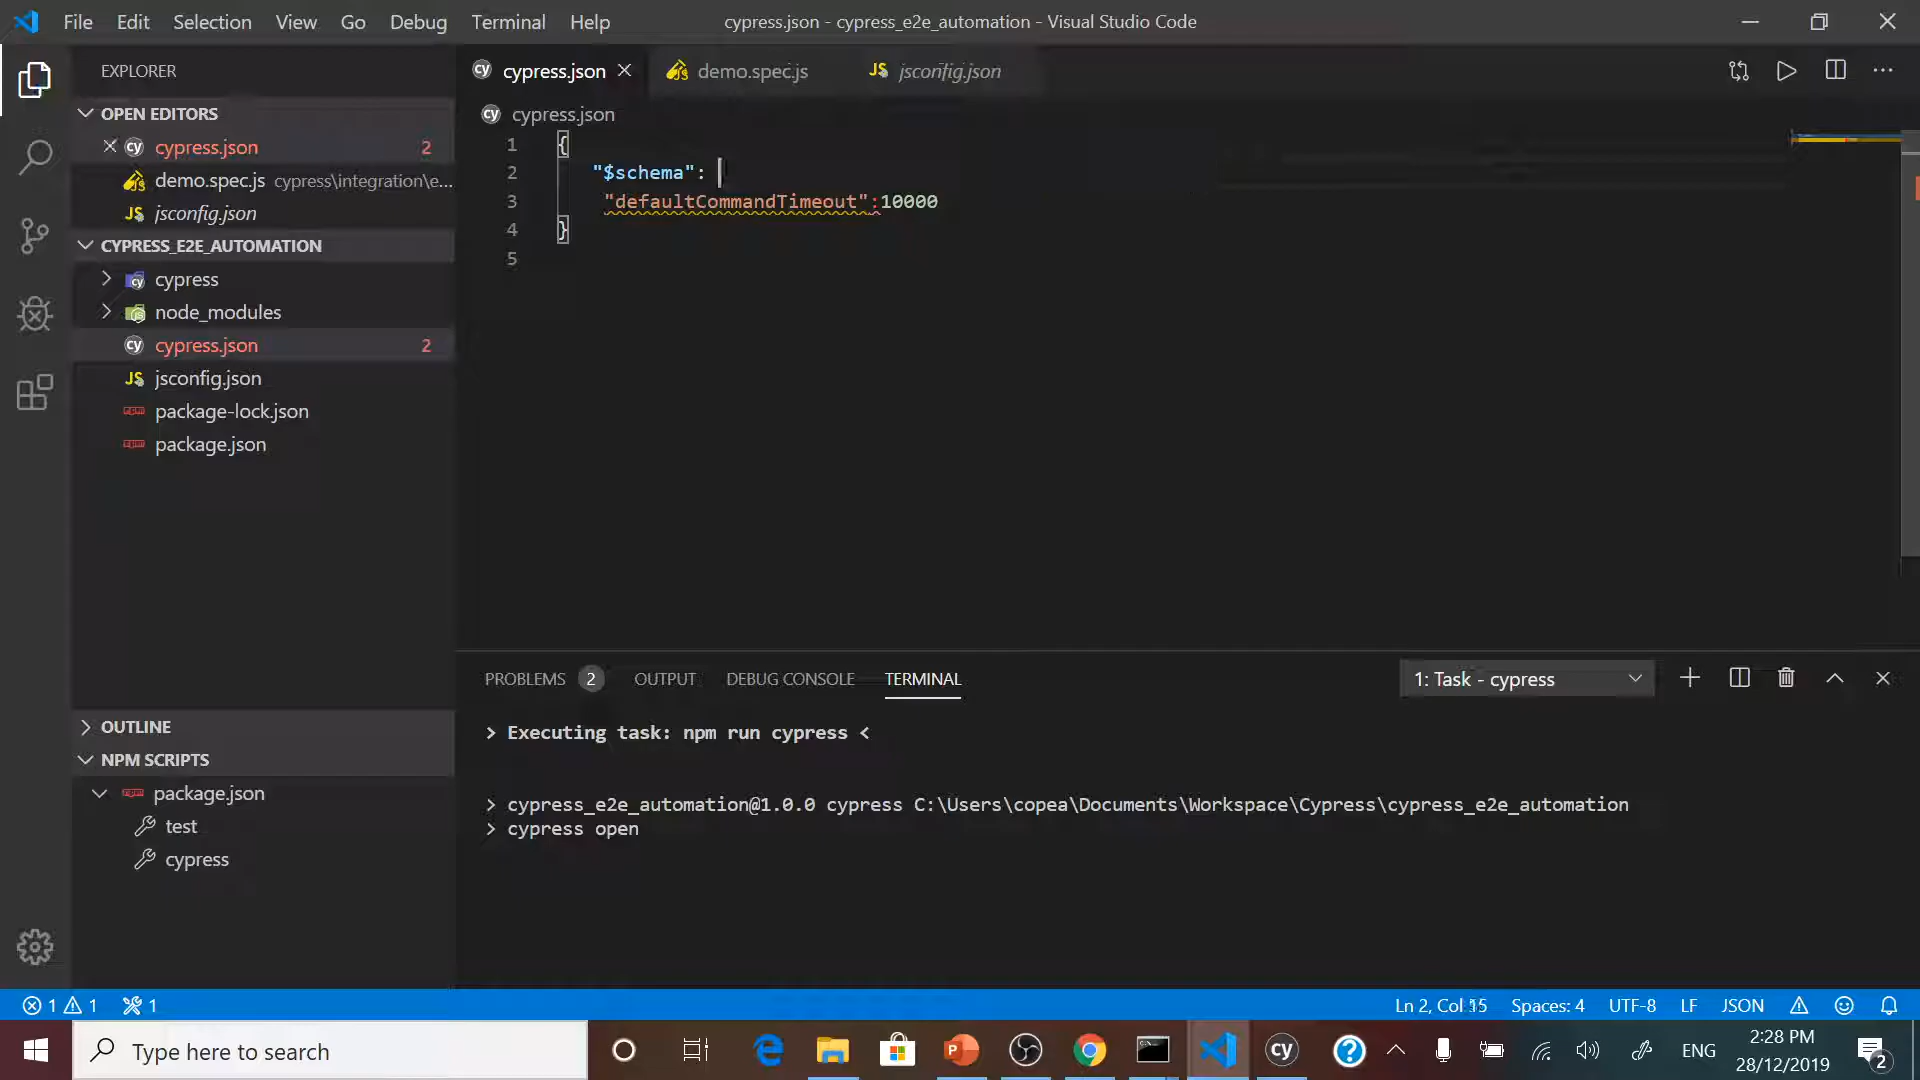 File Edit Selection View Go Debug Terminal Help
cypress.json - cypress_e2e_automation - Visual Studio Code
EXPLORER
OPEN EDITORS
cypress.json 2
demo.spec.js cypress\integration\e...
jsconfig.json
CYPRESS_E2E_AUTOMATION
cypress
node_modules
cypress.json 2
jsconfig.json
package-lock.json
package.json
OUTLINE
NPM SCRIPTS
package.json
test
cypress
cypress.json demo.spec.js jsconfig.json
cypress.json
1 {
2 "$schema":
3 "defaultCommandTimeout":10000
4 }
5
PROBLEMS 2 OUTPUT DEBUG CONSOLE TERMINAL 1: Task - cypress
> Executing task: npm run cypress <
> cypress_e2e_automation@1.0.0 cypress C:\Users\copea\Documents\Workspace\Cypress\cypress_e2e_automation
> cypress open
1 1 1 Ln 2, Col 15 Spaces: 4 UTF-8 LF JSON
Type here to search
ENG
2:28 PM
28/12/2019
2